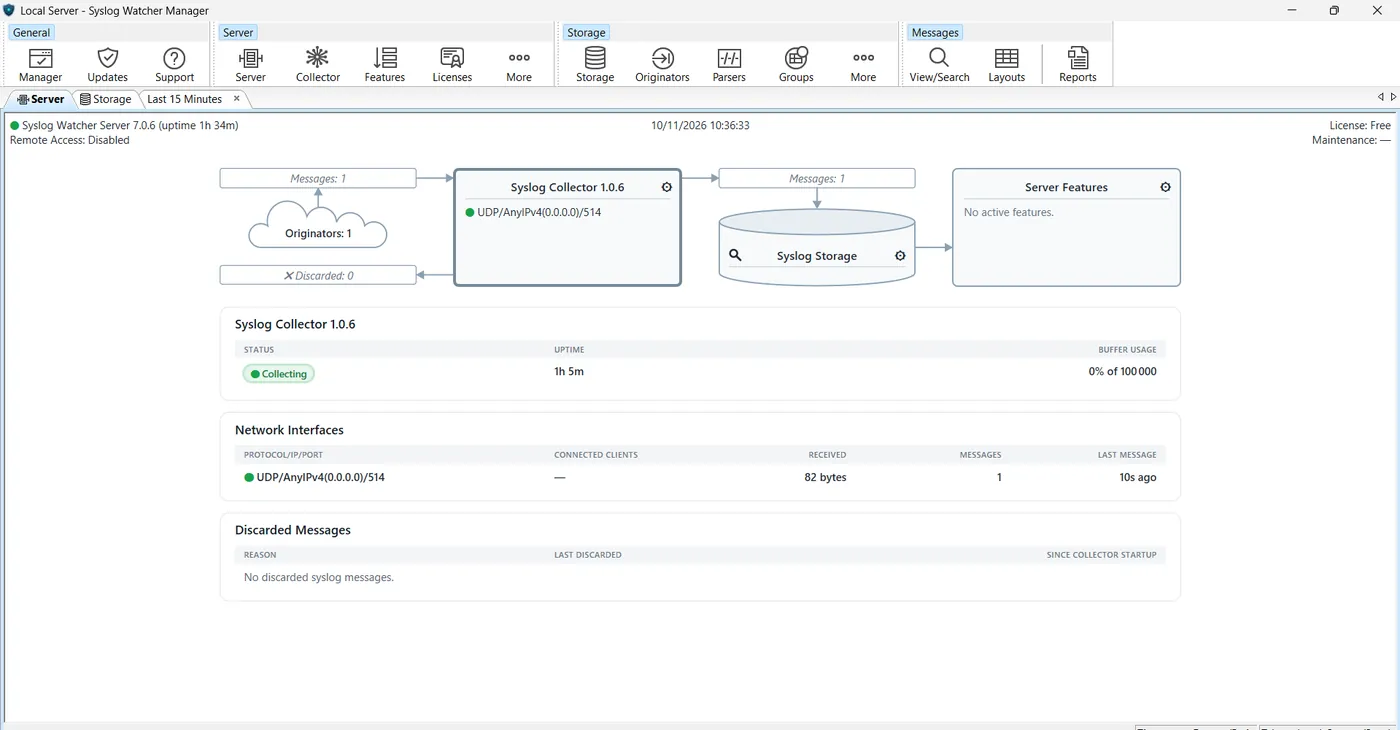 Local Server - Syslog Watcher Manager
General
Server
Storage
Messages
Manager
Updates
Support
Server
Collector
Features
Licenses
More
Storage
Originators
Parsers
Groups
More
View/Search
Layouts
Reports
Server
Storage
Last 15 Minutes
Syslog Watcher Server 7.0.6 (uptime 1h 34m)
10/11/2026 10:36:33
License: Free
Remote Access: Disabled
Maintenance: —
Messages: 1
Originators: 1
Discarded: 0
Syslog Collector 1.0.6
UDP/AnyIPv4(0.0.0.0)/514
Messages: 1
Syslog Storage
Server Features
No active features.
Syslog Collector 1.0.6
STATUS UPTIME BUFFER USAGE
Collecting 1h 5m 0% of 100 000
Network Interfaces
PROTOCOL/IP/PORT CONNECTED CLIENTS RECEIVED MESSAGES LAST MESSAGE
UDP/AnyIPv4(0.0.0.0)/514 — 82 bytes 1 10s ago
Discarded Messages
REASON LAST DISCARDED SINCE COLLECTOR STARTUP
No discarded syslog messages.